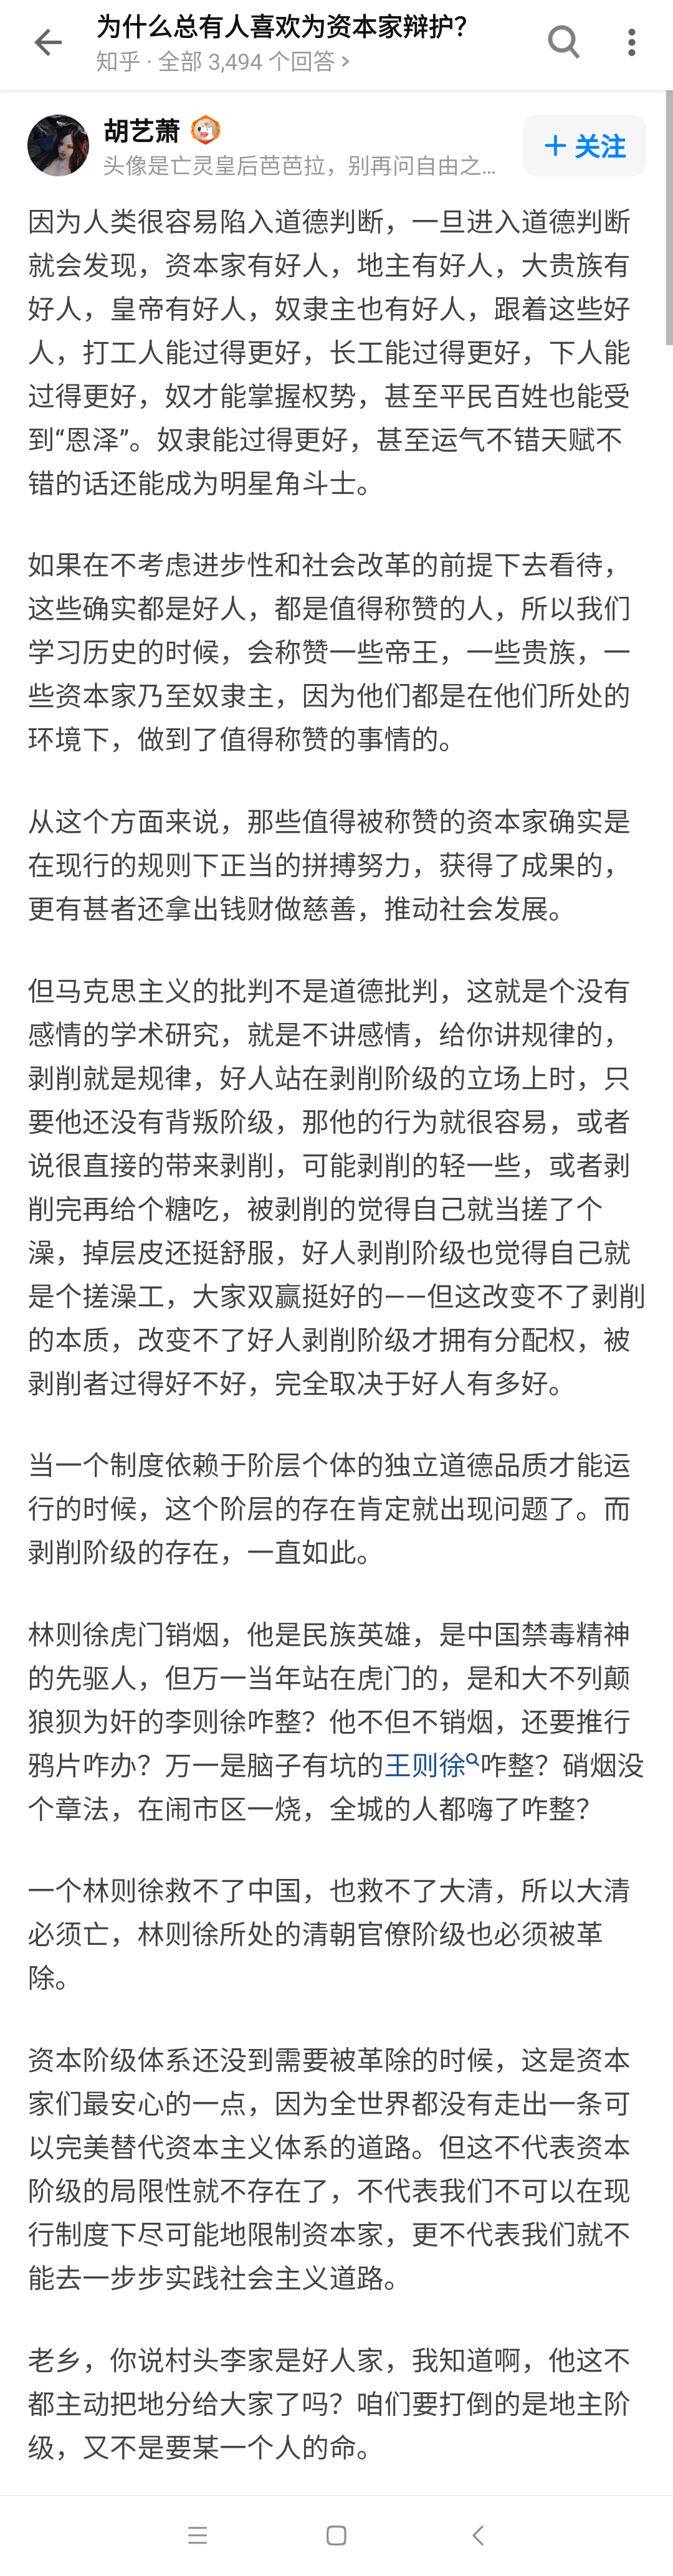 为什么总有人喜欢为资本家辩护?
知乎 · 全部 3,494 个回答 >
胡艺萧
头像是亡灵皇后芭芭拉，别再问自由之...
+ 关注
因为人类很容易陷入道德判断，一旦进入道德判断
就会发现，资本家有好人，地主有好人，大贵族有
好人，皇帝有好人，奴隶主也有好人，跟着这些好
人，打工人能过得更好，长工能过得更好，下人能
过得更好，奴才能掌握权势，甚至平民百姓也能受
到“恩泽”。奴隶能过得更好，甚至运气不错天赋不
错的话还能成为明星角斗士。
如果在不考虑进步性和社会改革的前提下去看待，
这些确实都是好人，都是值得称赞的人，所以我们
学习历史的时候，会称赞一些帝王，一些贵族，一
些资本家乃至奴隶主，因为他们都是在他们所处的
环境下，做到了值得称赞的事情的。
从这个方面来说，那些值得被称赞的资本家确实是
在现行的规则下正当的拼搏努力，获得了成果的，
更有甚者还拿出钱财做慈善，推动社会发展。
但马克思主义的批判不是道德批判，这就是个没有
感情的学术研究，就是不讲感情，给你讲规律的，
剥削就是规律，好人站在剥削阶级的立场上时，只
要他还没有背叛阶级，那他的行为就很容易，或者
说很直接的带来剥削，可能剥削的轻一些，或者剥
削完再给个糖吃，被剥削的觉得自己就当搓了个
澡，掉层皮还挺舒服，好人剥削阶级也觉得自己就
是个搓澡工，大家双赢挺好的——但这改变不了剥削
的本质，改变不了好人剥削阶级才拥有分配权，被
剥削者过得好不好，完全取决于好人有多好。
当一个制度依赖于阶层个体的独立道德品质才能运
行的时候，这个阶层的存在肯定就出现问题了。而
剥削阶级的存在，一直如此。
林则徐虎门销烟，他是民族英雄，是中国禁毒精神
的先驱人，但万一当年站在虎门的，是和大不列颠
狼狈为奸的李则徐咋整？他不但不销烟，还要推行
鸦片咋办？万一是脑子有坑的王则徐咋整？硝烟没
个章法，在闹市区一烧，全城的人都嗨了咋整？
一个林则徐救不了中国，也救不了大清，所以大清
必须亡，林则徐所处的清朝官僚阶级也必须被革
除。
资本阶级体系还没到需要被革除的时候，这是资本
家们最安心的一点，因为全世界都没有走出一条可
以完美替代资本主义体系的道路。但这不代表资本
阶级的局限性就不存在了，不代表我们不可以在现
行制度下尽可能地限制资本家，更不代表我们就不
能去一步步实践社会主义道路。
老乡，你说村头李家是好人家，我知道啊，他这不
都主动把地分给大家了吗？咱们要打倒的是地主阶
级，又不是要某一个人的命。